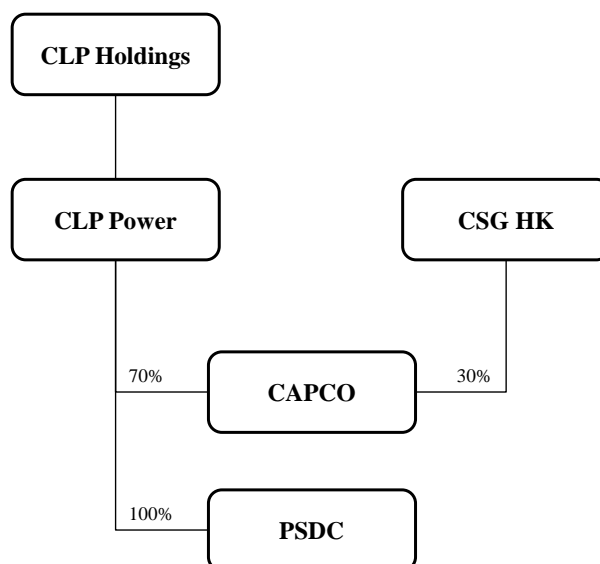 CLP Holdings
CLP Power
CSG HK
70%
CAPCO
30%
100%
PSDC